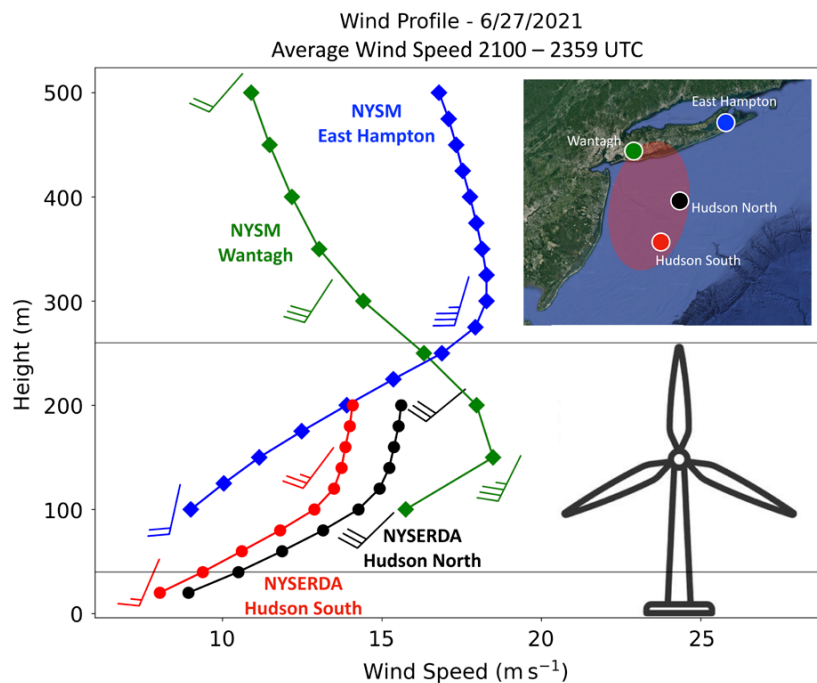 Wind Profile - 6/27/2021
Average Wind Speed 2100 – 2359 UTC
Height (m)
500
400
300
200
100
0
NYSM
East Hampton
NYSM
Wantagh
East Hampton
Wantagh
Hudson North
Hudson South
NYSERDA
Hudson North
NYSERDA
Hudson South
10
15
20
25
Wind Speed (m s⁻¹)